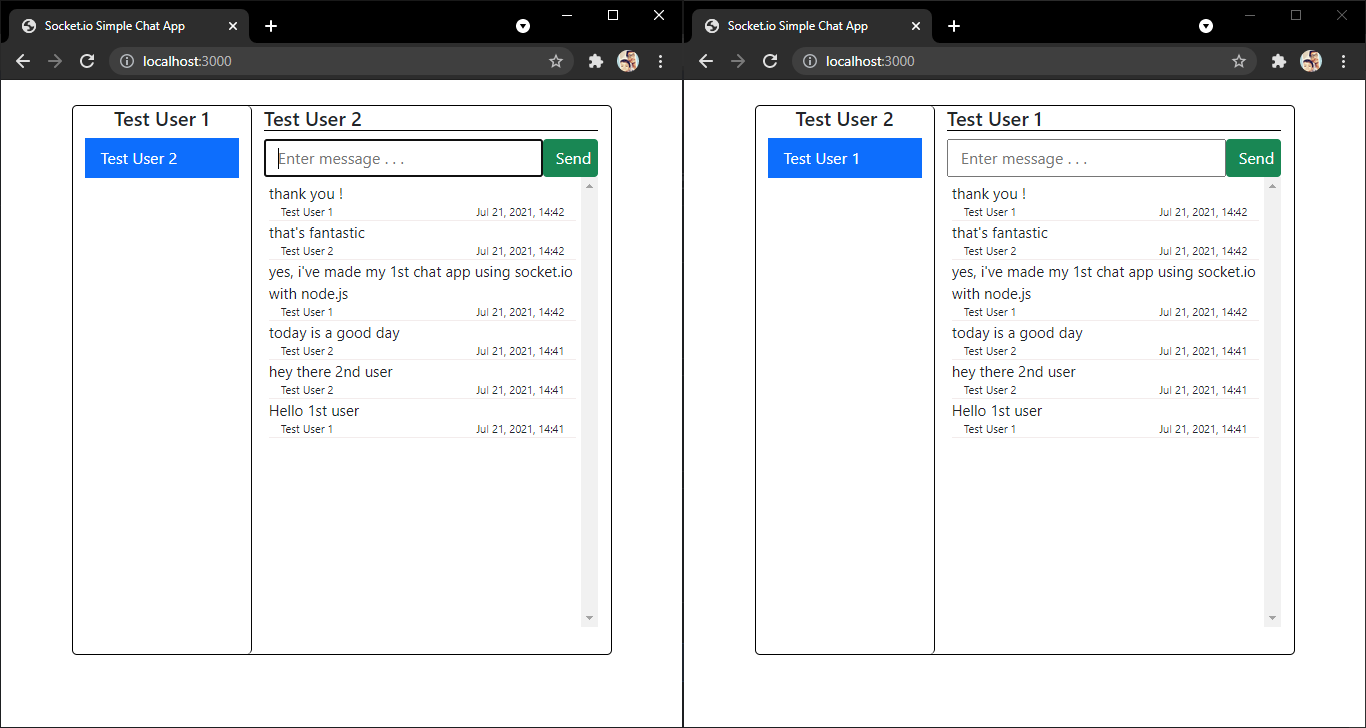 Socket.io Simple Chat App
localhost:3000
Test User 1
Test User 2
Test User 2
Enter message . . .
Send
thank you !
Test User 1 Jul 21, 2021, 14:42
that's fantastic
Test User 2 Jul 21, 2021, 14:42
yes, i've made my 1st chat app using socket.io
with node.js
Test User 1 Jul 21, 2021, 14:42
today is a good day
Test User 2 Jul 21, 2021, 14:41
hey there 2nd user
Test User 2 Jul 21, 2021, 14:41
Hello 1st user
Test User 1 Jul 21, 2021, 14:41
Socket.io Simple Chat App
localhost:3000
Test User 2
Test User 1
Test User 1
Enter message . . .
Send
thank you !
Test User 1 Jul 21, 2021, 14:42
that's fantastic
Test User 2 Jul 21, 2021, 14:42
yes, i've made my 1st chat app using socket.io
with node.js
Test User 1 Jul 21, 2021, 14:42
today is a good day
Test User 2 Jul 21, 2021, 14:41
hey there 2nd user
Test User 2 Jul 21, 2021, 14:41
Hello 1st user
Test User 1 Jul 21, 2021, 14:41